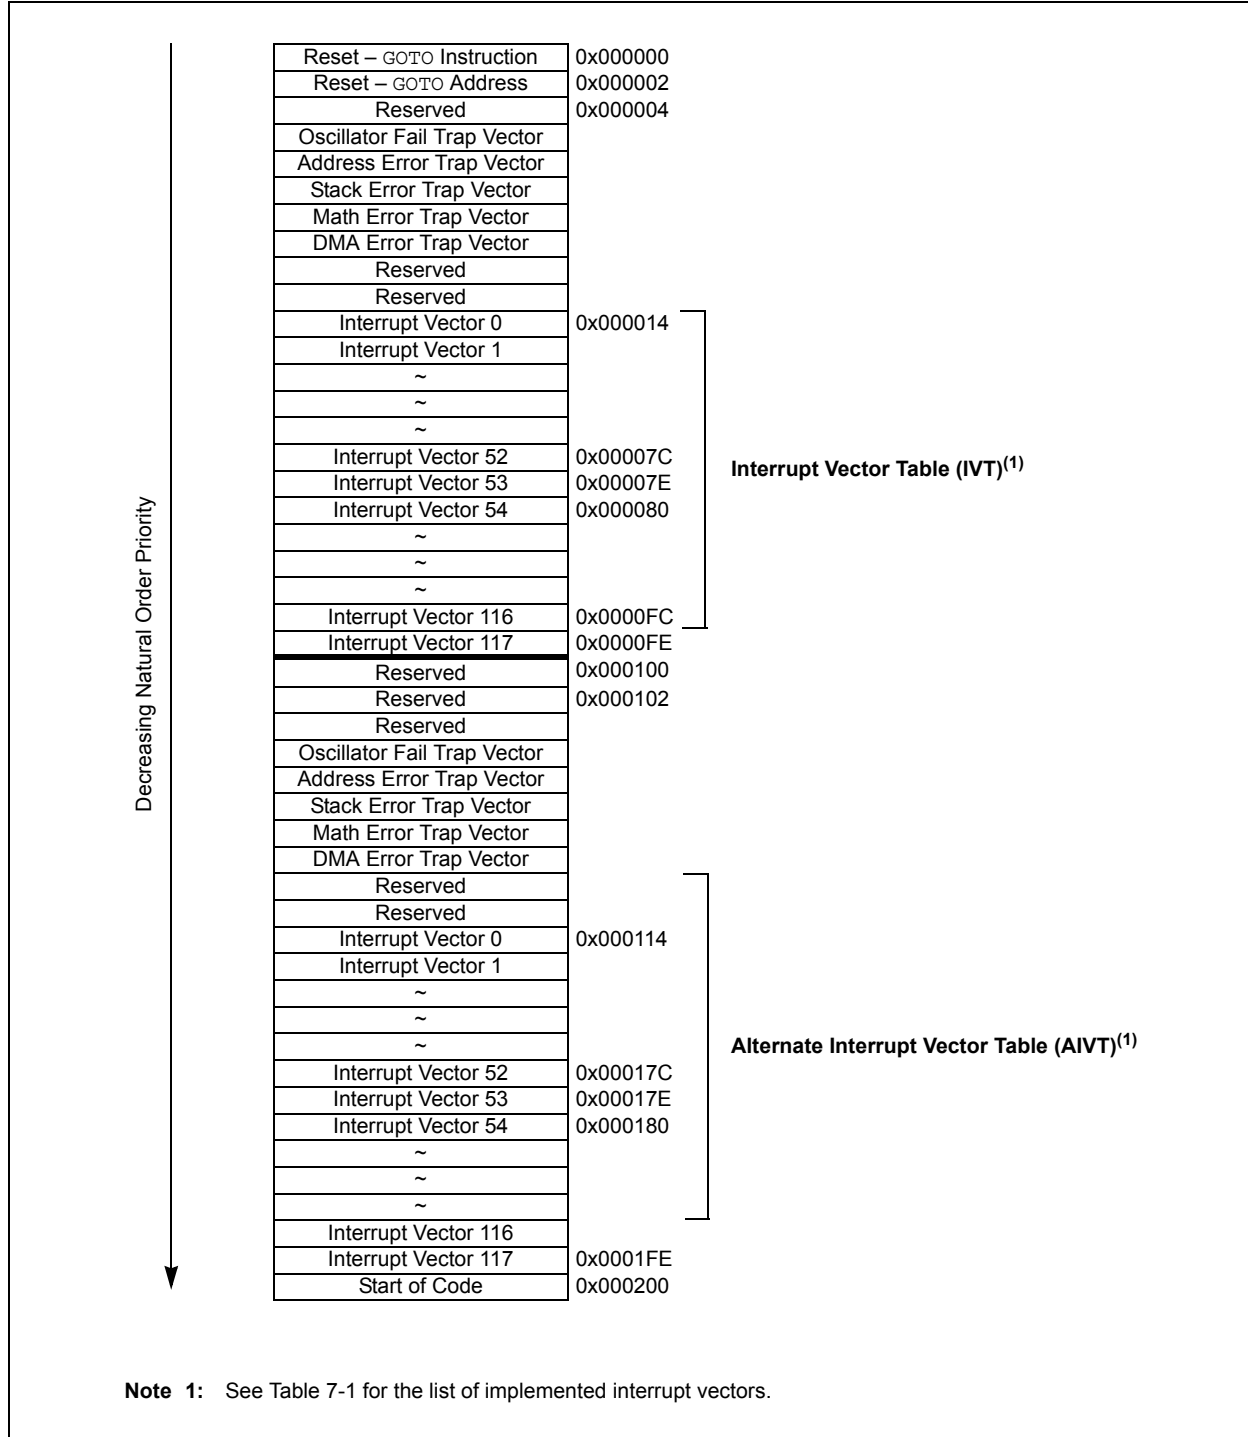 Decreasing Natural Order Priority
Reset – GOTO Instruction 0x000000
Reset – GOTO Address 0x000002
Reserved 0x000004
Oscillator Fail Trap Vector
Address Error Trap Vector
Stack Error Trap Vector
Math Error Trap Vector
DMA Error Trap Vector
Reserved
Reserved
Interrupt Vector 0 0x000014
Interrupt Vector 1
~
~
~
Interrupt Vector 52 0x00007C
Interrupt Vector Table (IVT)(1)
Interrupt Vector 53 0x00007E
Interrupt Vector 54 0x000080
~
~
~
Interrupt Vector 116 0x0000FC
Interrupt Vector 117 0x0000FE
Reserved 0x000100
Reserved 0x000102
Reserved
Oscillator Fail Trap Vector
Address Error Trap Vector
Stack Error Trap Vector
Math Error Trap Vector
DMA Error Trap Vector
Reserved
Reserved
Interrupt Vector 0 0x000114
Interrupt Vector 1
~
~
~
Alternate Interrupt Vector Table (AIVT)(1)
Interrupt Vector 52 0x00017C
Interrupt Vector 53 0x00017E
Interrupt Vector 54 0x000180
~
~
~
Interrupt Vector 116
Interrupt Vector 117 0x0001FE
Start of Code 0x000200
Note 1: See Table 7-1 for the list of implemented interrupt vectors.